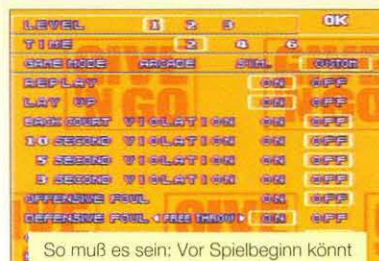 LEVEL 1 2 3 OK
TIME 2 4 6
GAME MODE ARCADE SIM. CUSTOM
REPLAY ON OFF
LAY UP ON OFF
BACK COURT VIOLATION ON OFF
10 SECOND VIOLATION ON OFF
5 SECOND VIOLATION ON OFF
3 SECOND VIOLATION ON OFF
OFFENSIVE FOUL ON OFF
DEFENSIVE FOUL FREE THROW ON OFF
So muß es sein: Vor Spielbeginn könnt